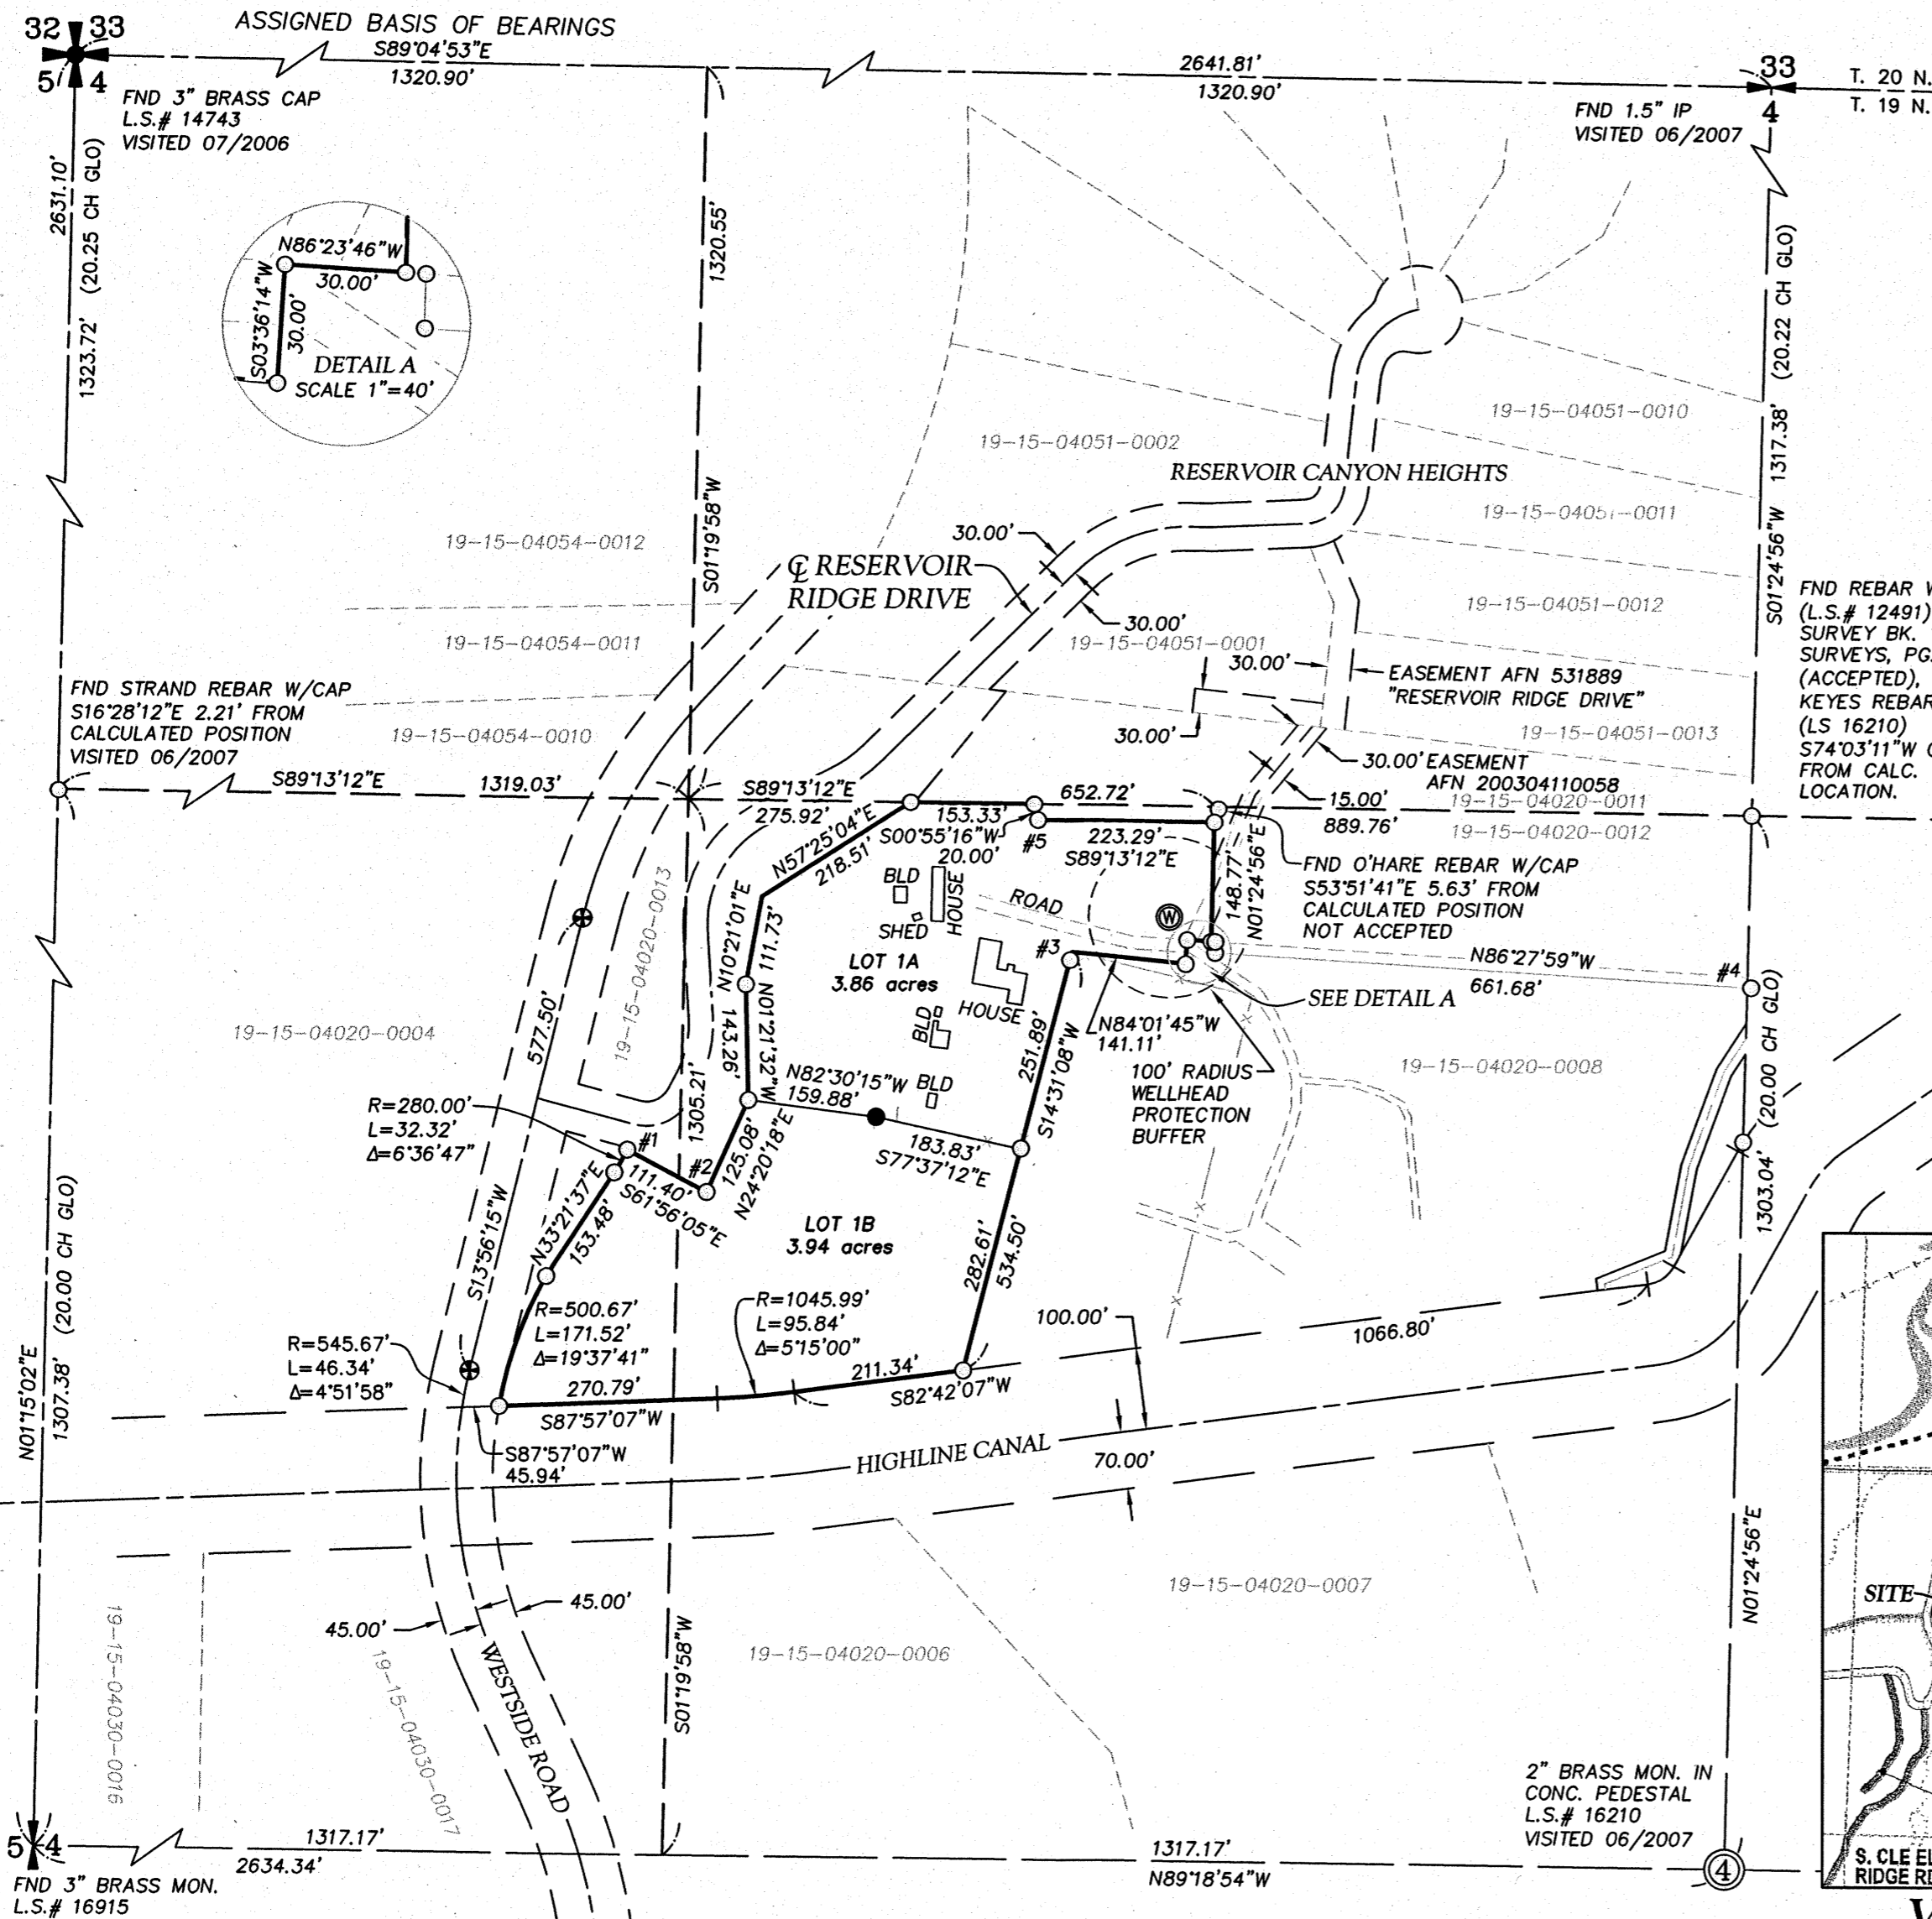 ASSIGNED BASIS OF BEARINGS
32 33
5 4
S89°04'53"E
1320.90'
2641.81'
1320.90'
33
4
T. 20 N.
T. 19 N.
FND 3" BRASS CAP
L.S.# 14743
VISITED 07/2006
FND 1.5" IP
VISITED 06/2007
2631.10'
1323.72' (20.25 CH GLO)
1320.55'
S01°19'58"W
S01°24'56"W 1317.38' (20.22 CH GLO)
N86°23'46"W
30.00'
S03°36'14"W
30.00'
DETAIL A
SCALE 1"=40'
19-15-04051-0010
19-15-04051-0002
RESERVOIR CANYON HEIGHTS
19-15-04051-0011
19-15-04054-0012
30.00'
℄ RESERVOIR
RIDGE DRIVE
30.00'
19-15-04051-0012
19-15-04054-0011
19-15-04051-0001
30.00'
EASEMENT AFN 531889
"RESERVOIR RIDGE DRIVE"
FND REBAR W
(L.S.# 12491)
SURVEY BK.
SURVEYS, PG.
(ACCEPTED),
KEYES REBAR
(LS 16210)
S74°03'11"W
FROM CALC.
LOCATION.
FND STRAND REBAR W/CAP
S16°28'12"E 2.21' FROM
CALCULATED POSITION
VISITED 06/2007
19-15-04054-0010
30.00'
19-15-04051-0013
30.00' EASEMENT
AFN 200304110058
15.00'
S89°13'12"E
1319.03'
S89°13'12"E
275.92'
652.72'
153.33'
19-15-04020-0011
889.76'
19-15-04020-0012
S00°55'16"W
20.00'
#5
223.29'
S89°13'12"E
N57°25'04"E
218.51'
148.77'
N01°24'56"E
FND O'HARE REBAR W/CAP
S53°51'41"E 5.63' FROM
CALCULATED POSITION
NOT ACCEPTED
BLD
HOUSE
SHED
ROAD
W
N10°21'01"E
111.73'
19-15-04020-0013
LOT 1A
3.86 acres
#3
HOUSE
N86°27'59"W
661.68'
#4
SEE DETAIL A
N84°01'45"W
141.11'
N01°21'32"W
143.26'
BLD
251.89'
S14°31'08"W
19-15-04020-0004
577.50'
19-15-04020-0008
(20.00 CH GLO)
1303.04'
100' RADIUS
WELLHEAD
PROTECTION
BUFFER
N82°30'15"W
159.88'
BLD
R=280.00'
L=32.32'
Δ=6°36'47"
#1
1305.21'
#2
125.08'
N24°20'18"E
183.83'
S77°37'12"E
111.40'
S61°56'05"E
N33°21'37"E
153.48'
S13°56'15"W
LOT 1B
3.94 acres
282.61'
534.50'
N01°15'02"E
1307.38' (20.00 CH GLO)
R=500.67'
L=171.52'
Δ=19°37'41"
R=1045.99'
L=95.84'
Δ=5°15'00"
100.00'
1066.80'
R=545.67'
L=46.34'
Δ=4°51'58"
270.79'
S87°57'07"W
211.34'
S82°42'07"W
S87°57'07"W
45.94'
HIGHLINE CANAL
70.00'
N01°24'56"E
19-15-04020-0007
SITE
45.00'
45.00'
WESTSIDE ROAD
19-15-04030-0016
19-15-04030-0017
S01°19'58"W
19-15-04020-0006
2" BRASS MON. IN
CONC. PEDESTAL
L.S.# 16210
VISITED 06/2007
5 4
1317.17'
2634.34'
1317.17'
N89°18'54"W
4
FND 3" BRASS MON.
L.S.# 16915
S. CLE EL
RIDGE RD